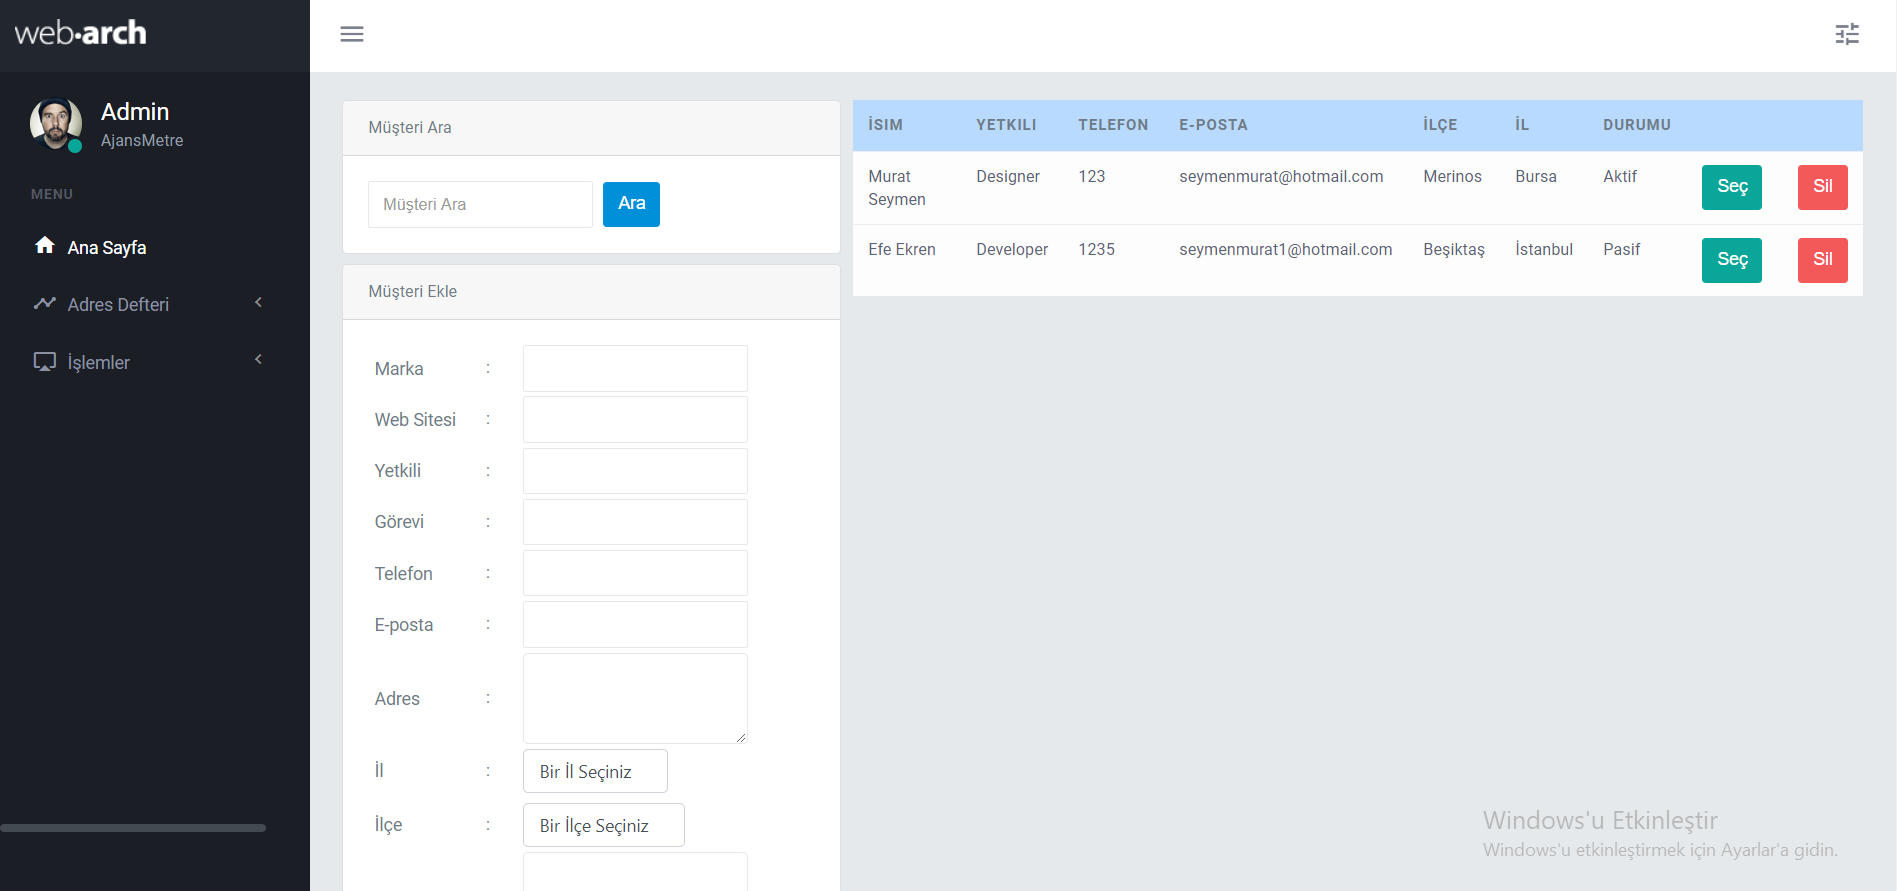 web·arch
Admin
AjansMetre
MENU
Ana Sayfa
Adres Defteri
İşlemler
Müşteri Ara
Müşteri Ara
Ara
Müşteri Ekle
Marka :
Web Sitesi :
Yetkili :
Görevi :
Telefon :
E-posta :
Adres :
İl : Bir İl Seçiniz
İlçe : Bir İlçe Seçiniz
İSIM YETKILI TELEFON E-POSTA İLÇE İL DURUMU
Murat Designer 123 seymenmurat@hotmail.com Merinos Bursa Aktif Seç Sil
Seymen
Efe Ekren Developer 1235 seymenmurat1@hotmail.com Beşiktaş İstanbul Pasif Seç Sil
Windows'u Etkinleştir
Windows'u etkinleştirmek için Ayarlar'a gidin.